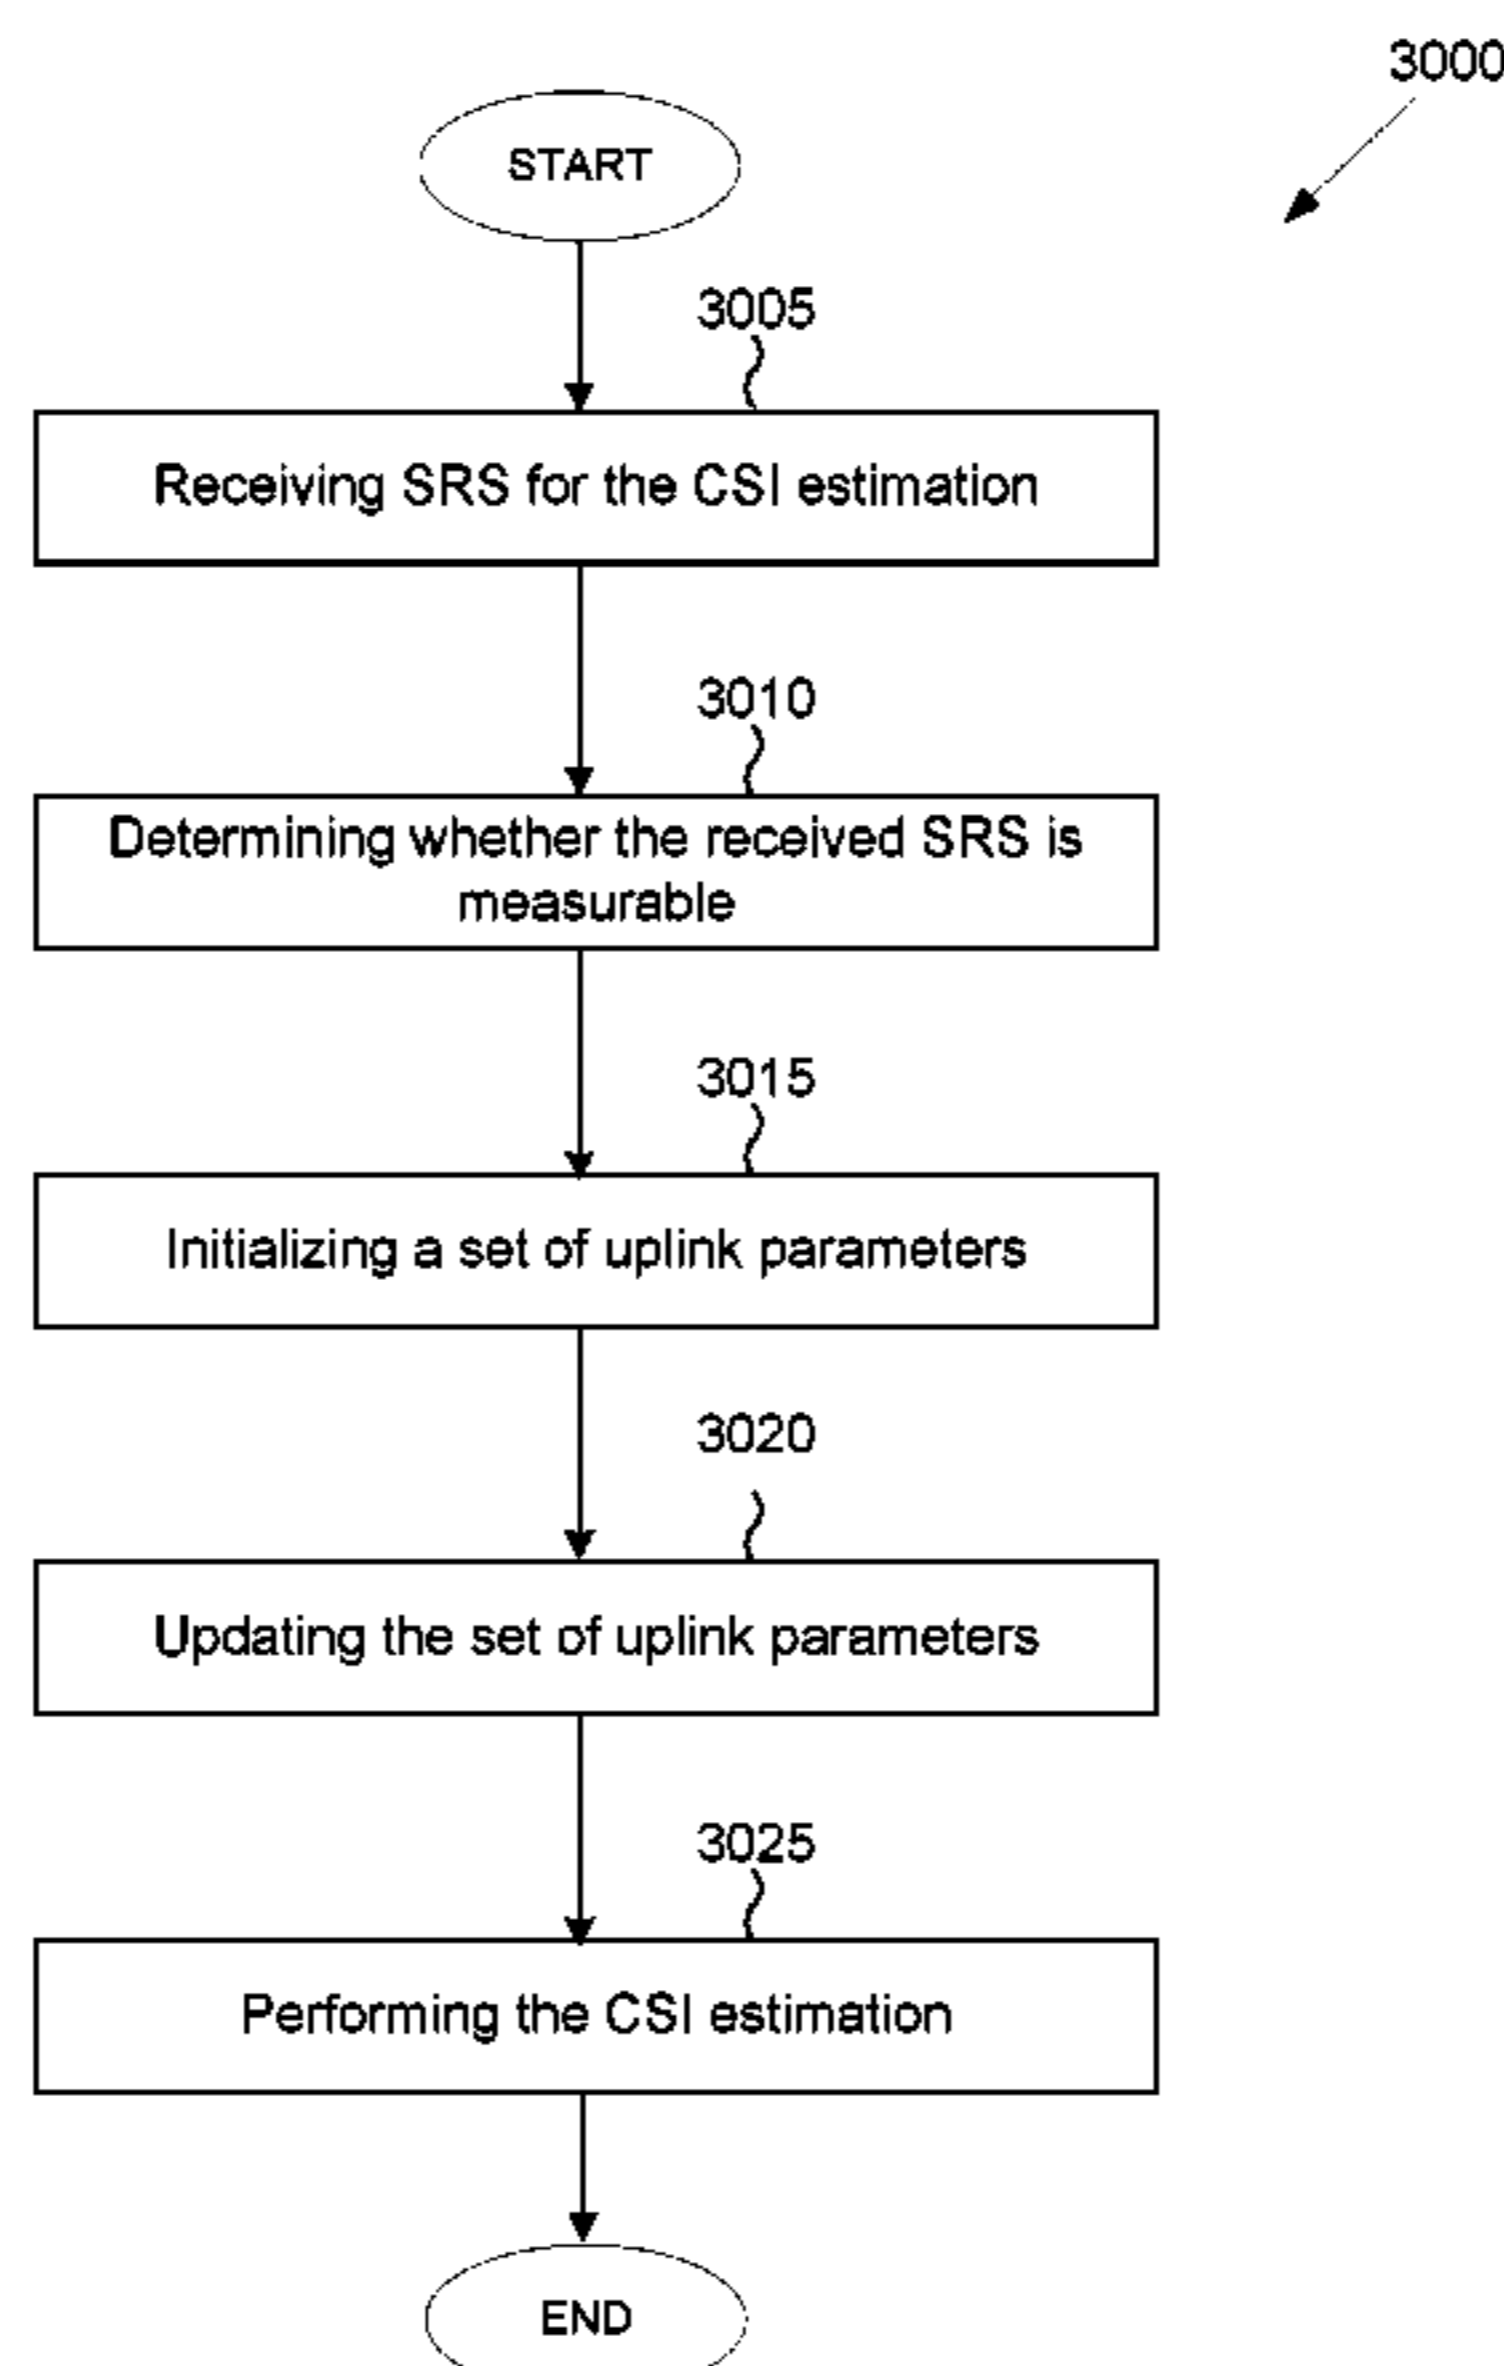 3000
START
3005
Receiving SRS for the CSI estimation
3010
Determining whether the received SRS is
measurable
3015
Initializing a set of uplink parameters
3020
Updating the set of uplink parameters
3025
Performing the CSI estimation
END